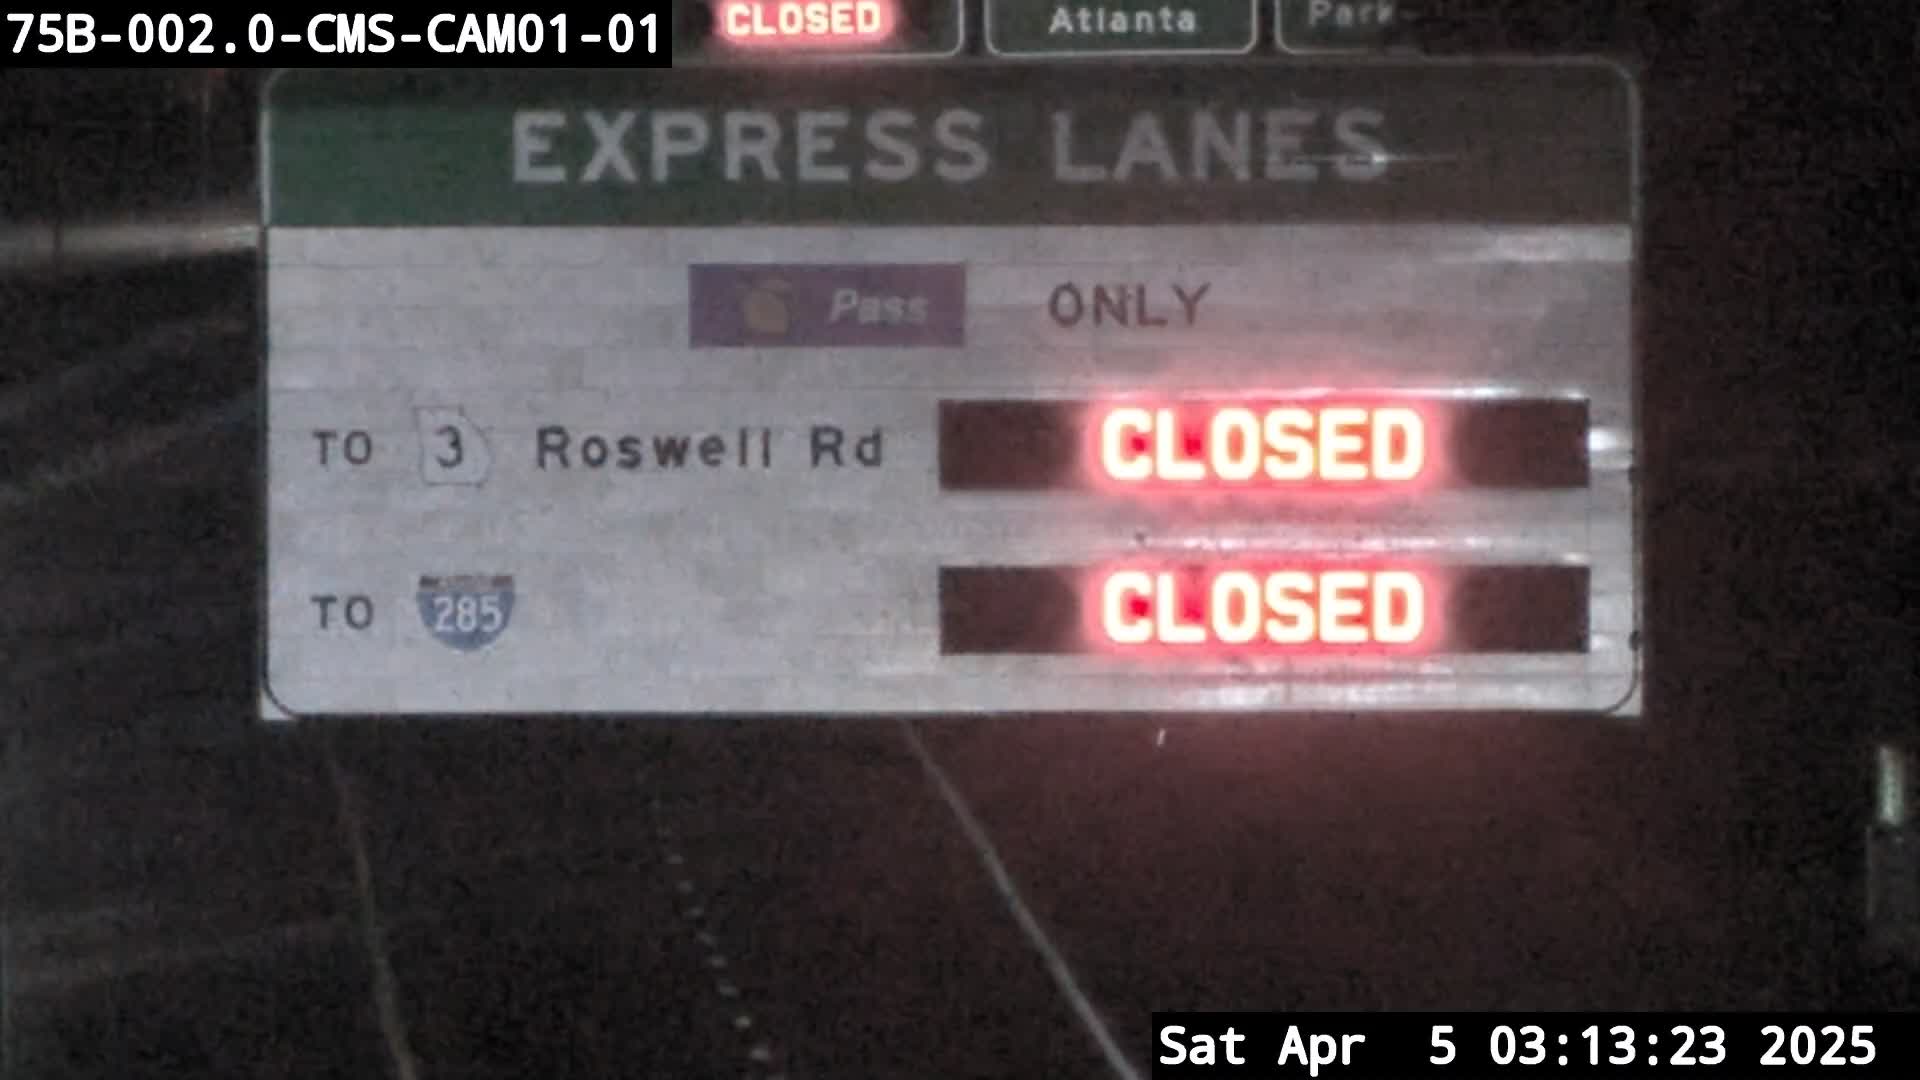 75B-002.0-CMS-CAM01-01
CLOSED
Atlanta
Park
EXPRESS LANES
Pass ONLY
TO 3 Roswell Rd CLOSED
TO 285 CLOSED
Sat Apr 5 03:13:23 2025